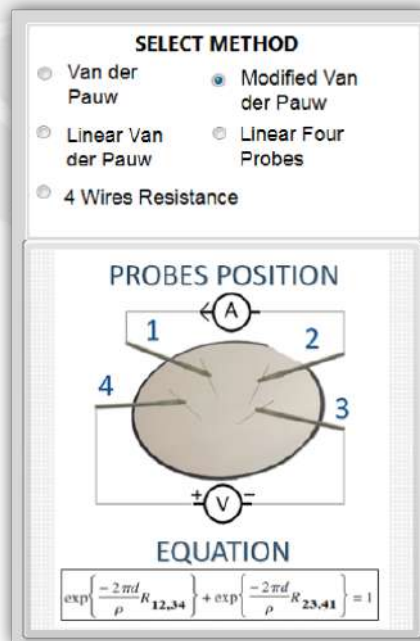 SELECT METHOD
Van der Pauw
Modified Van der Pauw
Linear Van der Pauw
Linear Four Probes
4 Wires Resistance
PROBES POSITION
A
1
2
4
3
+ V −
EQUATION
exp{−2πd/ρ R₁₂,₃₄} + exp{−2πd/ρ R₂₃,₄₁} = 1